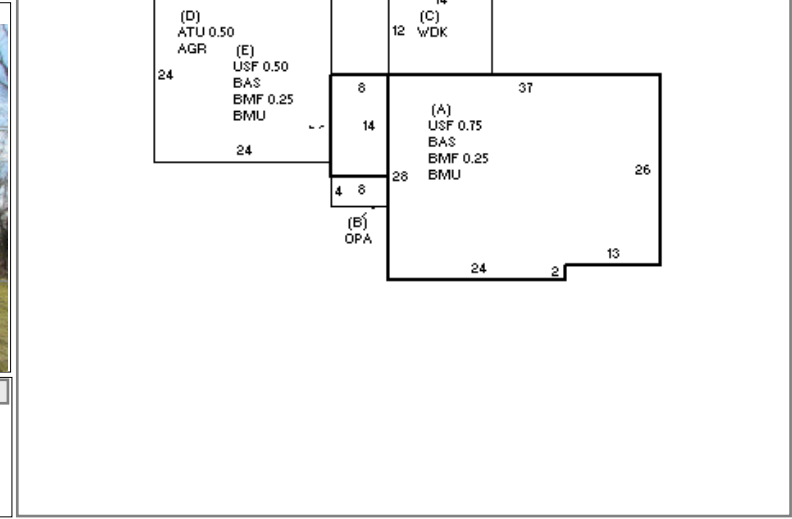 (D)
ATU 0.50
AGR
24
24
(E)
USF 0.50
BAS
BMF 0.25
BMU
(C)
WDK
12
8
14
4 8
(B)
OPA
37
(A)
USF 0.75
BAS
BMF 0.25
BMU
28
26
24
2
13